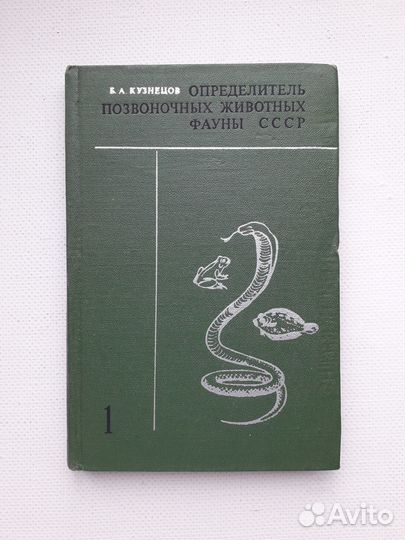 Б. А. КУЗНЕЦОВ ОПРЕДЕЛИТЕЛЬ
ПОЗВОНОЧНЫХ ЖИВОТНЫХ
ФАУНЫ СССР
1
Avito